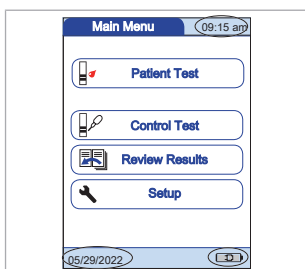 Main Menu 09:15 am
Patient Test
Control Test
Review Results
Setup
05/29/2022